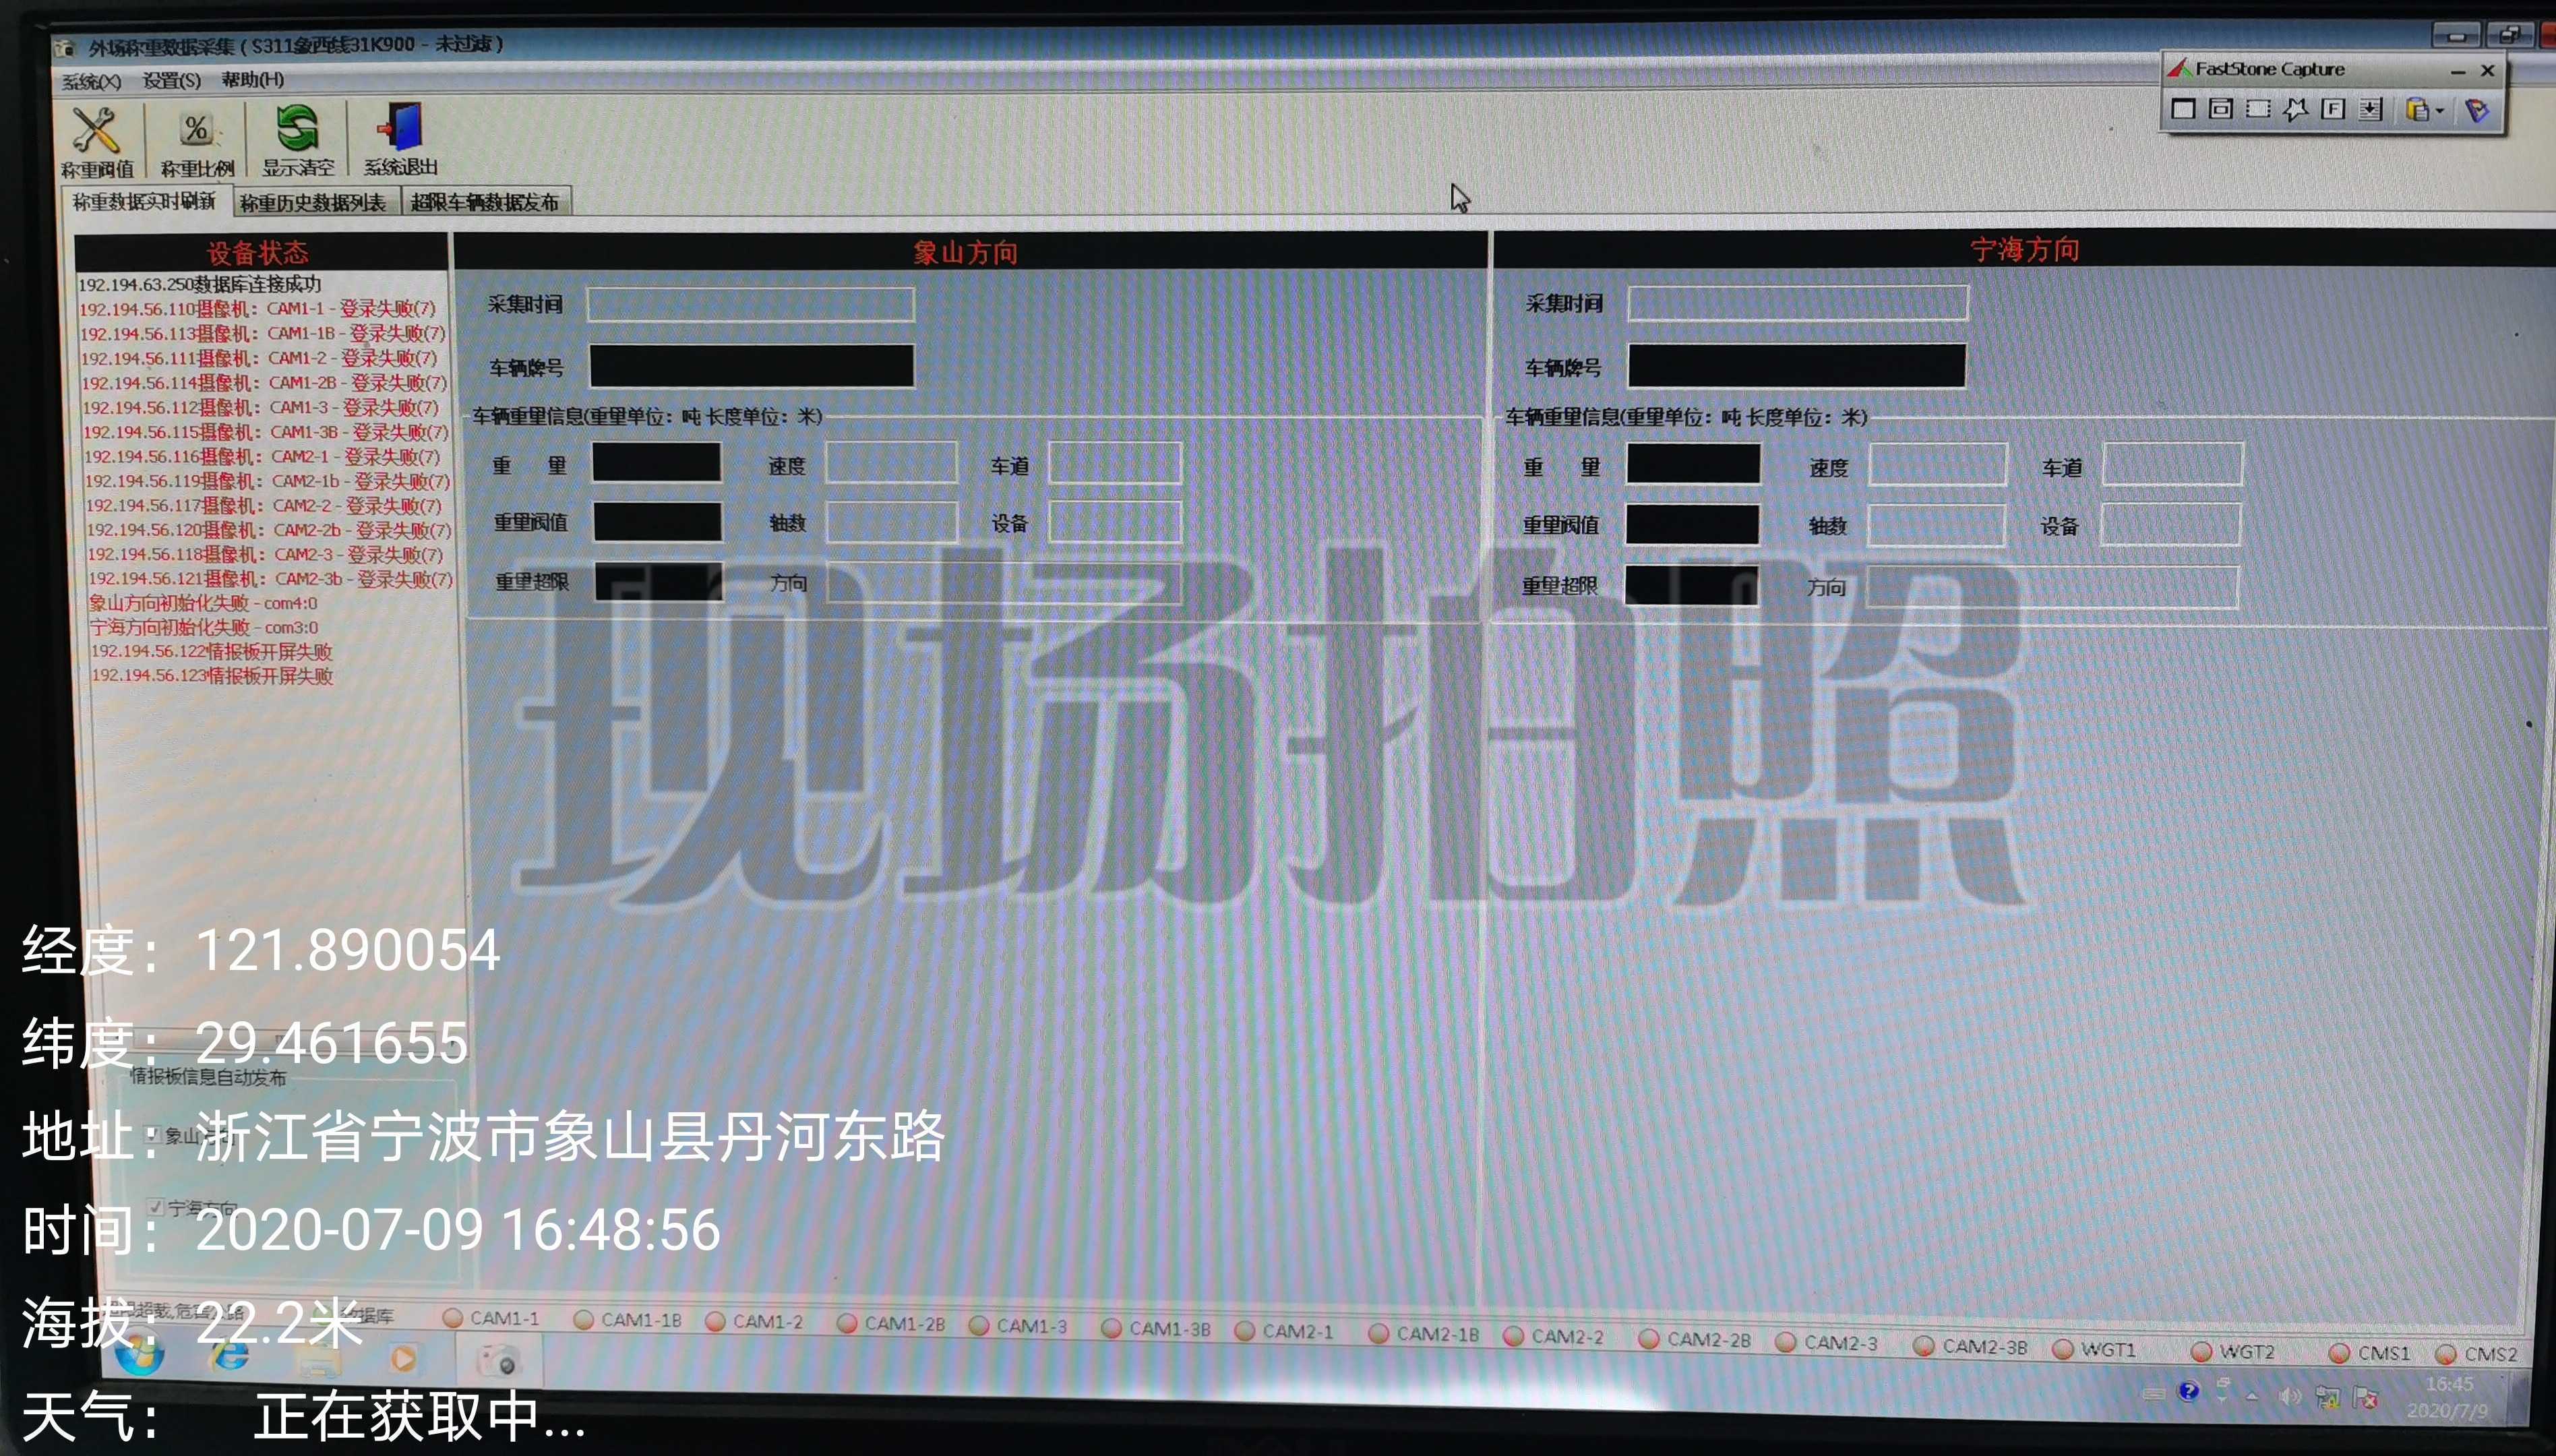 外场称重数据采集 ( S311象西线31K900 - 未过滤 )
系统(X) 设置(S) 帮助(H)
FastStone Capture
称重阀值 称重比例 显示清空 系统退出
称重数据实时刷新 称重历史数据列表 超限车辆数据发布
设备状态
192.194.63.250数据库连接成功
192.194.56.110摄像机：CAM1-1 - 登录失败(7)
192.194.56.113摄像机：CAM1-1B - 登录失败(7)
192.194.56.111摄像机：CAM1-2 - 登录失败(7)
192.194.56.114摄像机：CAM1-2B - 登录失败(7)
192.194.56.112摄像机：CAM1-3 - 登录失败(7)
192.194.56.115摄像机：CAM1-3B - 登录失败(7)
192.194.56.116摄像机：CAM2-1 - 登录失败(7)
192.194.56.119摄像机：CAM2-1b - 登录失败(7)
192.194.56.117摄像机：CAM2-2 - 登录失败(7)
192.194.56.120摄像机：CAM2-2b - 登录失败(7)
192.194.56.118摄像机：CAM2-3 - 登录失败(7)
192.194.56.121摄像机：CAM2-3b - 登录失败(7)
象山方向初始化失败 - com4:0
宁海方向初始化失败 - com3:0
192.194.56.122情报板开屏失败
192.194.56.123情报板开屏失败
象山方向
采集时间
车辆牌号
车辆重量信息(重量单位：吨 长度单位：米)
重 量 速度 车道
重量阀值 轴数 设备
重量超限 方向
宁海方向
采集时间
车辆牌号
车辆重量信息(重量单位：吨 长度单位：米)
重 量 速度 车道
重量阀值 轴数 设备
重量超限 方向
现场拍照
情报板信息自动发布
象山方向
宁海方向
经度：121.890054
纬度：29.461655
地址：浙江省宁波市象山县丹河东路
时间：2020-07-09 16:48:56
海拔：22.2米
天气： 正在获取中...
数据库 CAM1-1 CAM1-1B CAM1-2 CAM1-2B CAM1-3 CAM1-3B CAM2-1 CAM2-1B CAM2-2 CAM2-2B CAM2-3 CAM2-3B WGT1 WGT2 CMS1 CMS2
16:45
2020/7/9